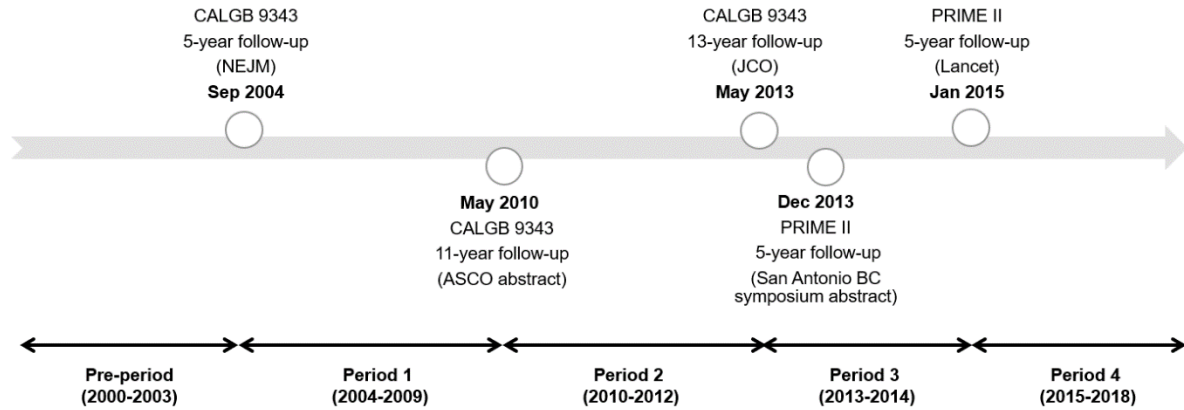 CALGB 9343
5-year follow-up
(NEJM)
Sep 2004
CALGB 9343
13-year follow-up
(JCO)
May 2013
PRIME II
5-year follow-up
(Lancet)
Jan 2015
May 2010
CALGB 9343
11-year follow-up
(ASCO abstract)
Dec 2013
PRIME II
5-year follow-up
(San Antonio BC
symposium abstract)
Pre-period
(2000-2003)
Period 1
(2004-2009)
Period 2
(2010-2012)
Period 3
(2013-2014)
Period 4
(2015-2018)